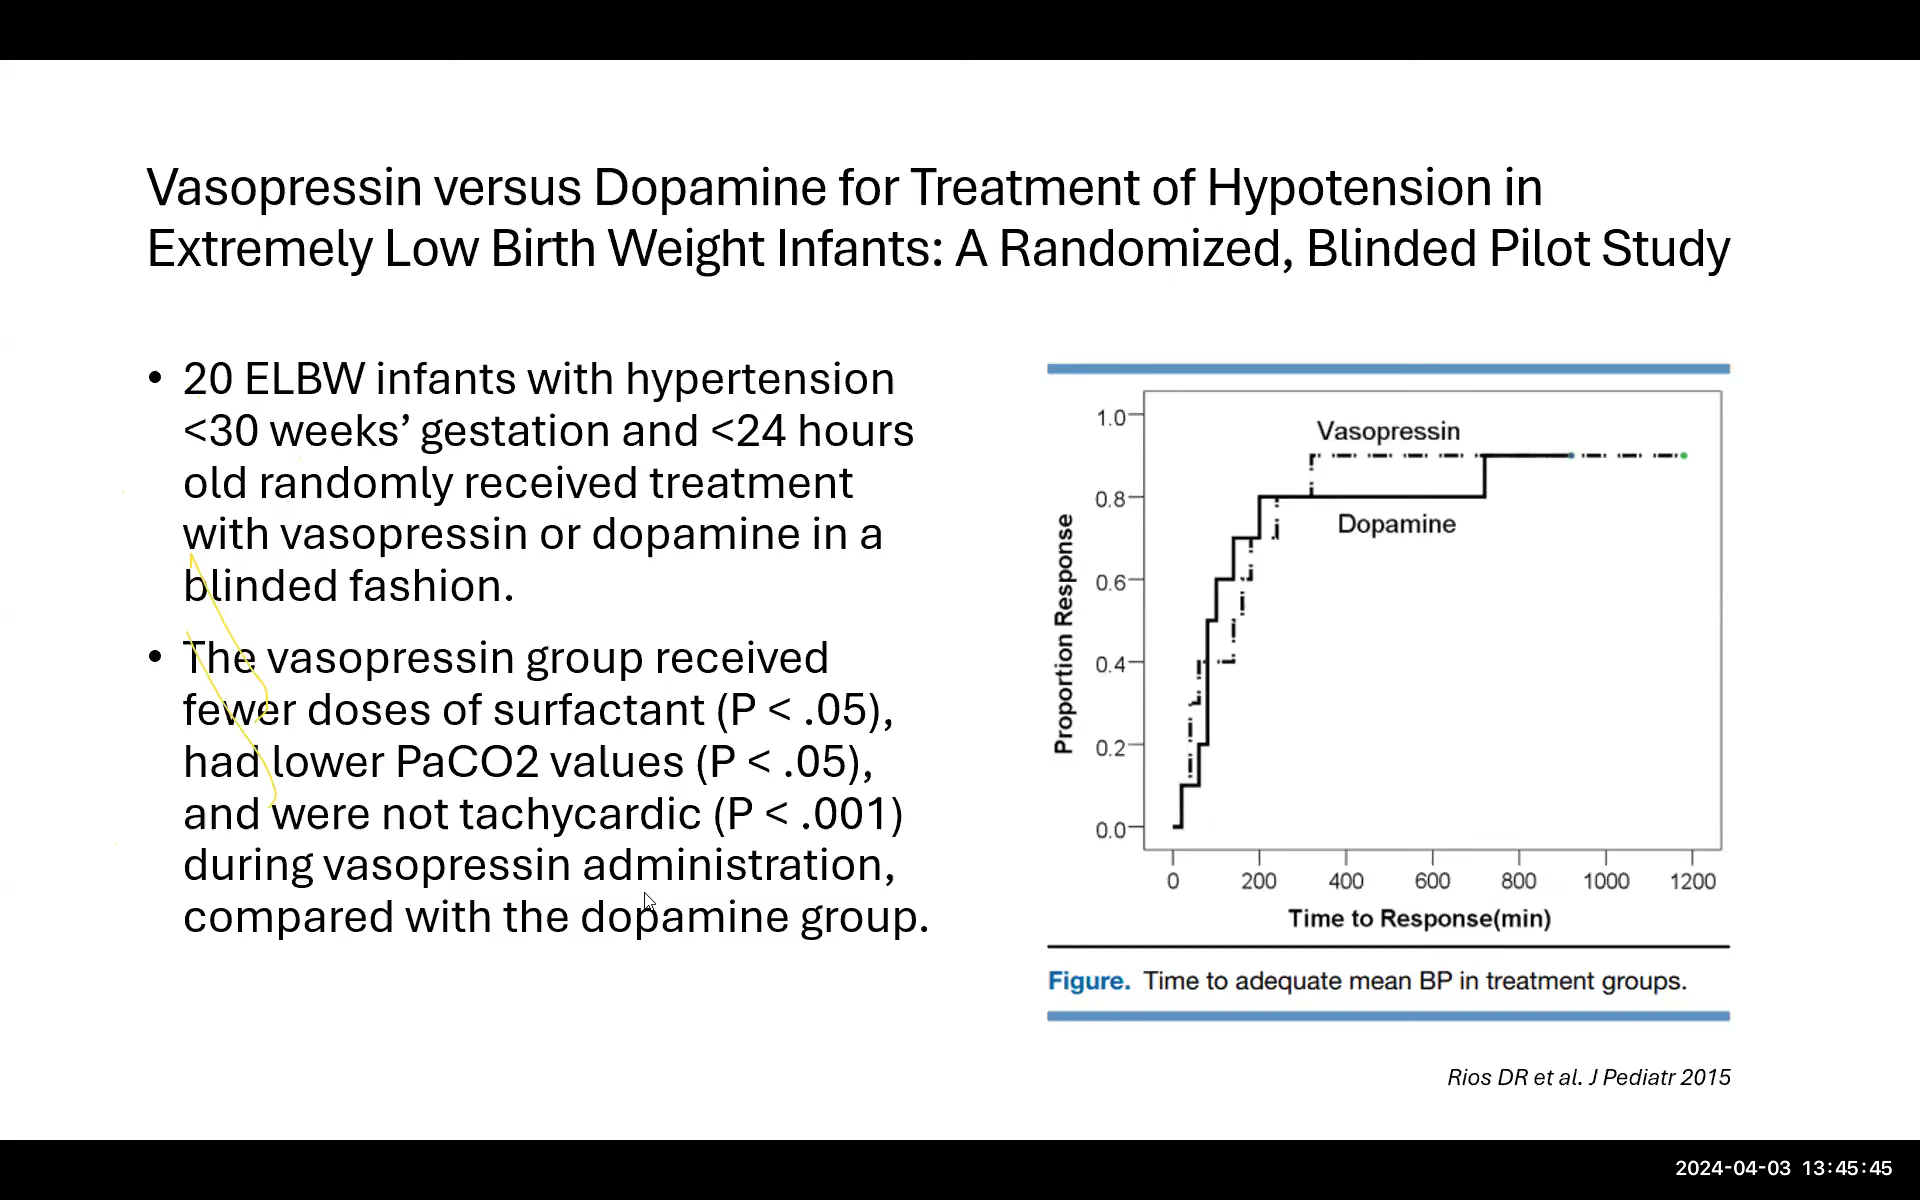 Vasopressin versus Dopamine for Treatment of Hypotension in
Extremely Low Birth Weight Infants: A Randomized, Blinded Pilot Study
• 20 ELBW infants with hypertension
<30 weeks’ gestation and <24 hours
old randomly received treatment
with vasopressin or dopamine in a
blinded fashion.
• The vasopressin group received
fewer doses of surfactant (P < .05),
had lower PaCO2 values (P < .05),
and were not tachycardic (P < .001)
during vasopressin administration,
compared with the dopamine group.
Proportion Response
1.0
0.8
0.6
0.4
0.2
0.0
Vasopressin
Dopamine
0 200 400 600 800 1000 1200
Time to Response(min)
Figure. Time to adequate mean BP in treatment groups.
Rios DR et al. J Pediatr 2015
2024-04-03 13:45:45